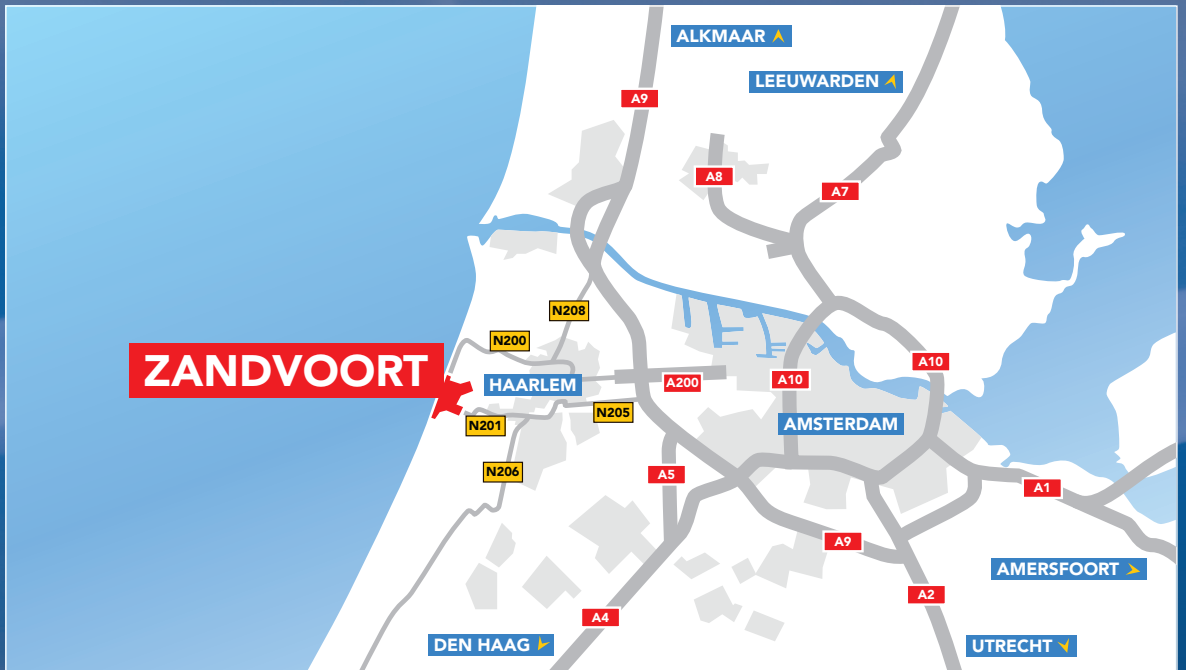 ALKMAAR
LEEUWARDEN
A9
A8
A7
N208
N200
ZANDVOORT
HAARLEM
A200
A10
A10
N205
N201
AMSTERDAM
N206
A5
A1
A9
AMERSFOORT
A2
A4
DEN HAAG
UTRECHT